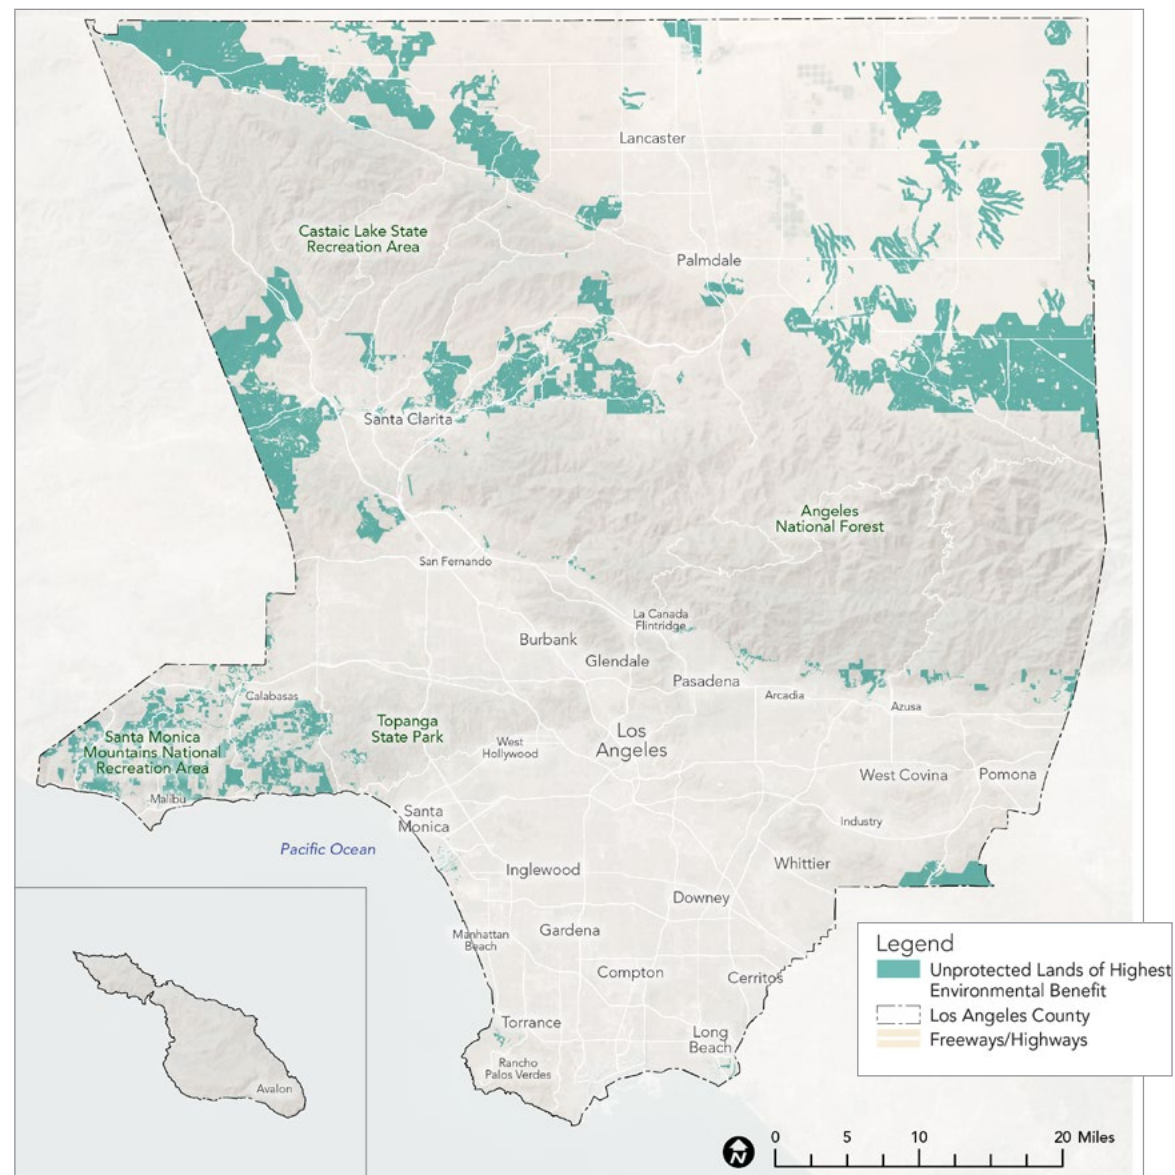 Lancaster
Castaic Lake State
Recreation Area
Palmdale
Santa Clarita
Angeles
National Forest
San Fernando
La Canada
Flintridge
Burbank
Glendale
Pasadena
Arcadia
Azusa
Calabasas
Topanga
State Park
Santa Monica
Mountains National
Recreation Area
Los
Angeles
West
Hollywood
West Covina
Pomona
Malibu
Santa
Monica
Industry
Pacific Ocean
Inglewood
Whittier
Downey
Manhattan
Beach
Gardena
Compton
Cerritos
Torrance
Long
Beach
Rancho
Palos Verdes
Avalon
Legend
Unprotected Lands of Highest
Environmental Benefit
Los Angeles County
Freeways/Highways
N
0 5 10 20 Miles